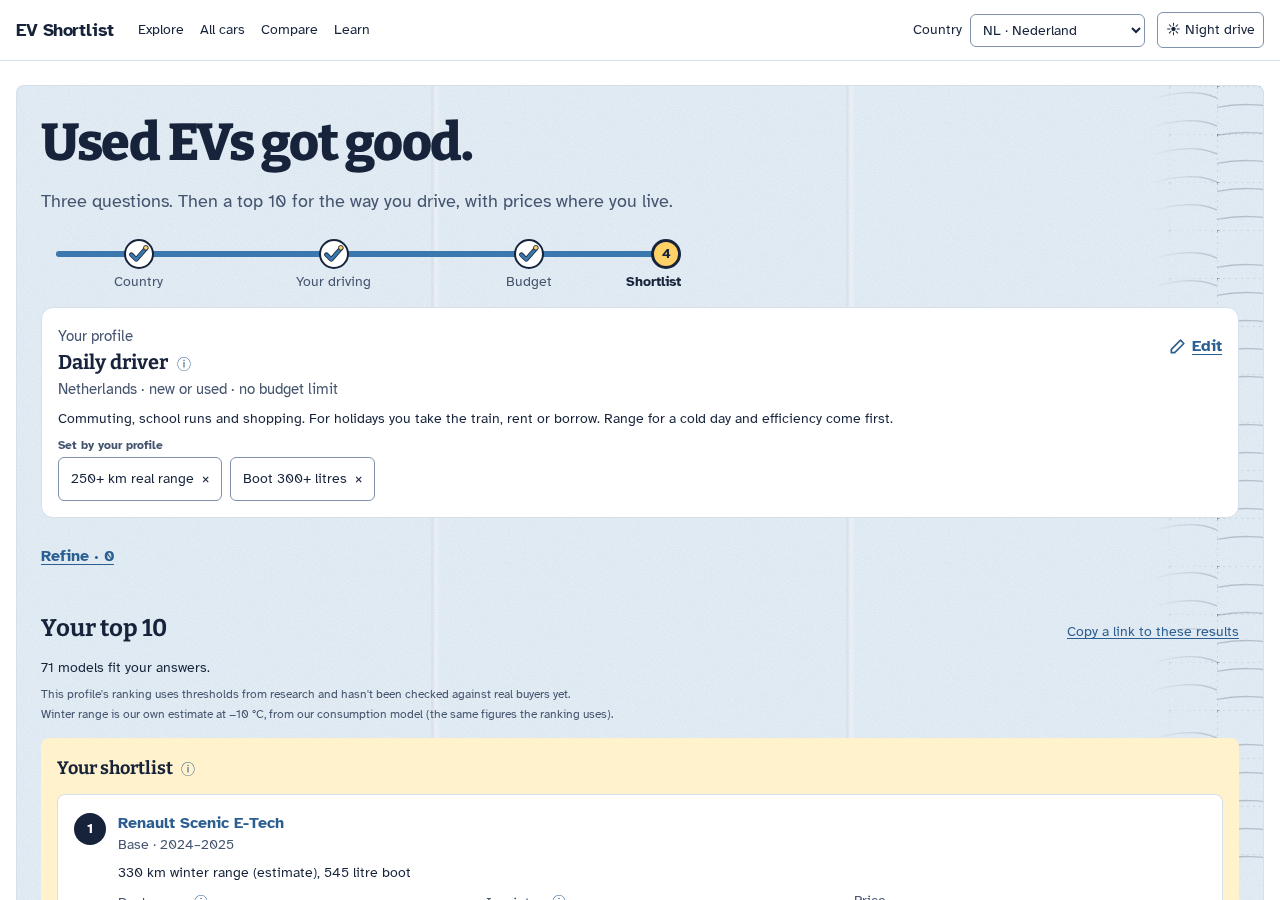 EV Shortlist Explore All cars Compare Learn Country NL · Nederland ☀ Night drive
Used EVs got good.
Three questions. Then a top 10 for the way you drive, with prices where you live.
4
Country Your driving Budget Shortlist
Your profile
Edit
Daily driver ⓘ
Netherlands · new or used · no budget limit
Commuting, school runs and shopping. For holidays you take the train, rent or borrow. Range for a cold day and efficiency come first.
Set by your profile
250+ km real range × Boot 300+ litres ×
Refine · 0
Your top 10
Copy a link to these results
71 models fit your answers.
This profile's ranking uses thresholds from research and hasn't been checked against real buyers yet.
Winter range is our own estimate at −10 °C, from our consumption model (the same figures the ranking uses).
Your shortlist ⓘ
1 Renault Scenic E-Tech
Base · 2024–2025
330 km winter range (estimate), 545 litre boot
Price